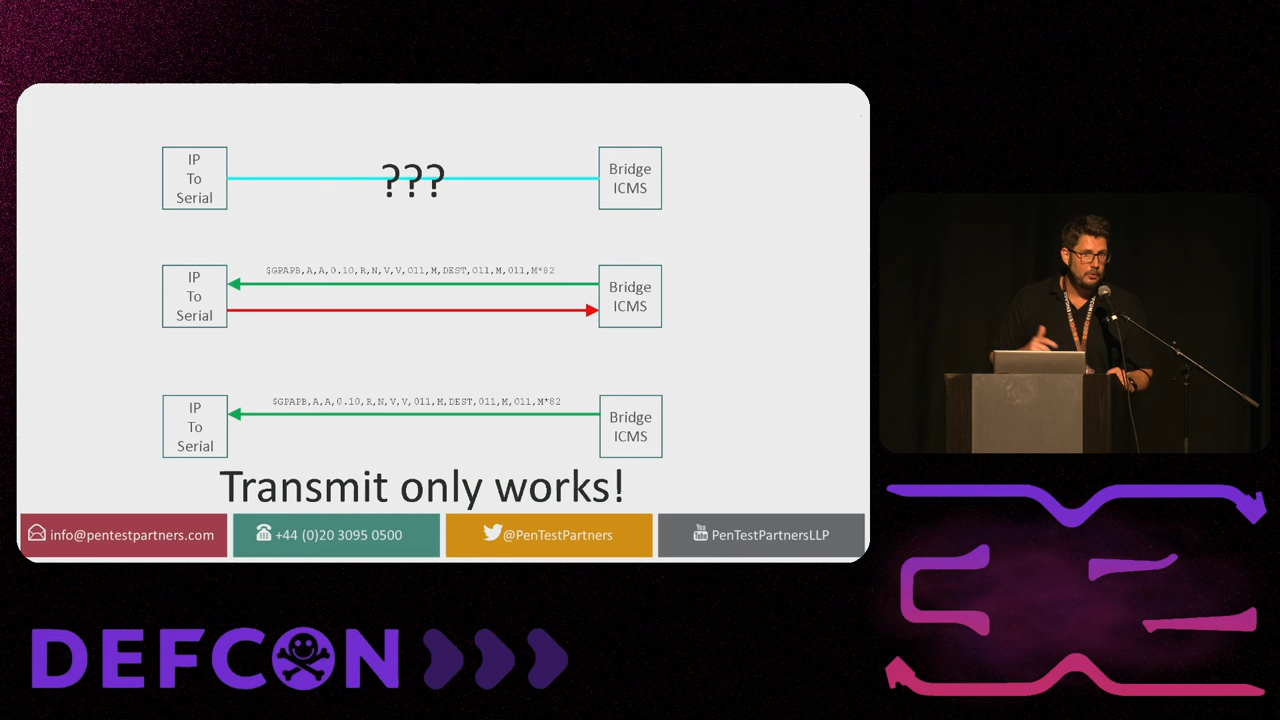 IP
To
Serial
???
Bridge
ICMS
IP
To
Serial
$GPAPB,A,A,0.10,R,N,V,V,011,M,DEST,011,M,011,M*82
Bridge
ICMS
IP
To
Serial
$GPAPB,A,A,0.10,R,N,V,V,011,M,DEST,011,M,011,M*82
Bridge
ICMS
Transmit only works!
info@pentestpartners.com
+44 (0)20 3095 0500
@PenTestPartners
You
Tube
PenTestPartnersLLP
DEFCON